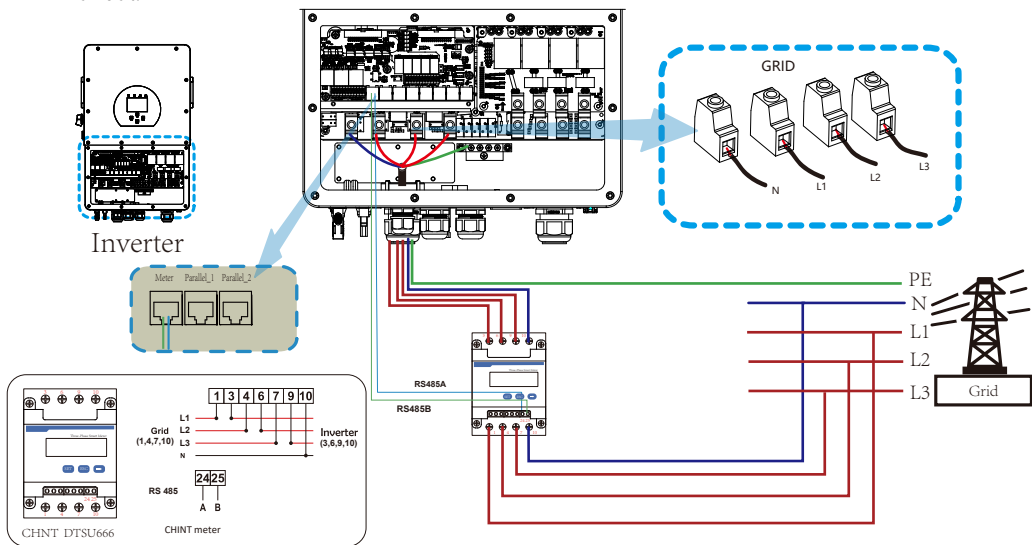 GRID
N
L1
L2
L3
Inverter
Meter
Parallel_1
Parallel_2
PE
N
L1
L2
L3
Grid
RS485A
RS485B
24 25
1 3 4 6 7 9 10
L1
L2
L3
N
Grid
(1,4,7,10)
Inverter
(3,6,9,10)
24 25
RS 485
A B
CHNT DTSU666
CHINT meter